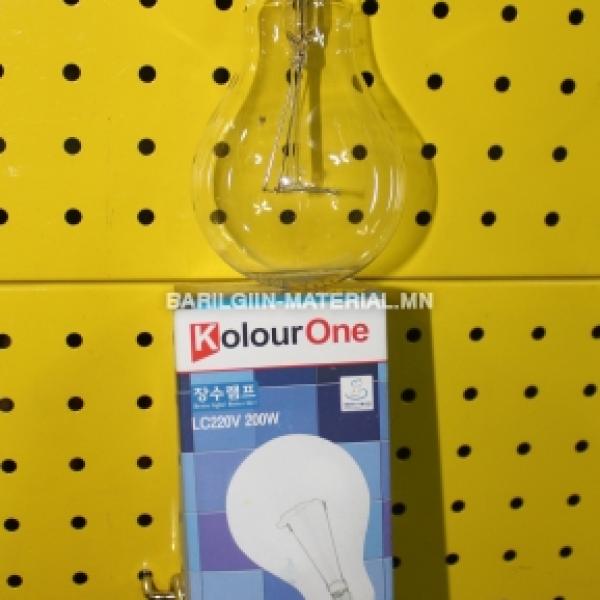 BARILGIIN-MATERIAL.MN
KolourOne
장수램프
LC220V 200W